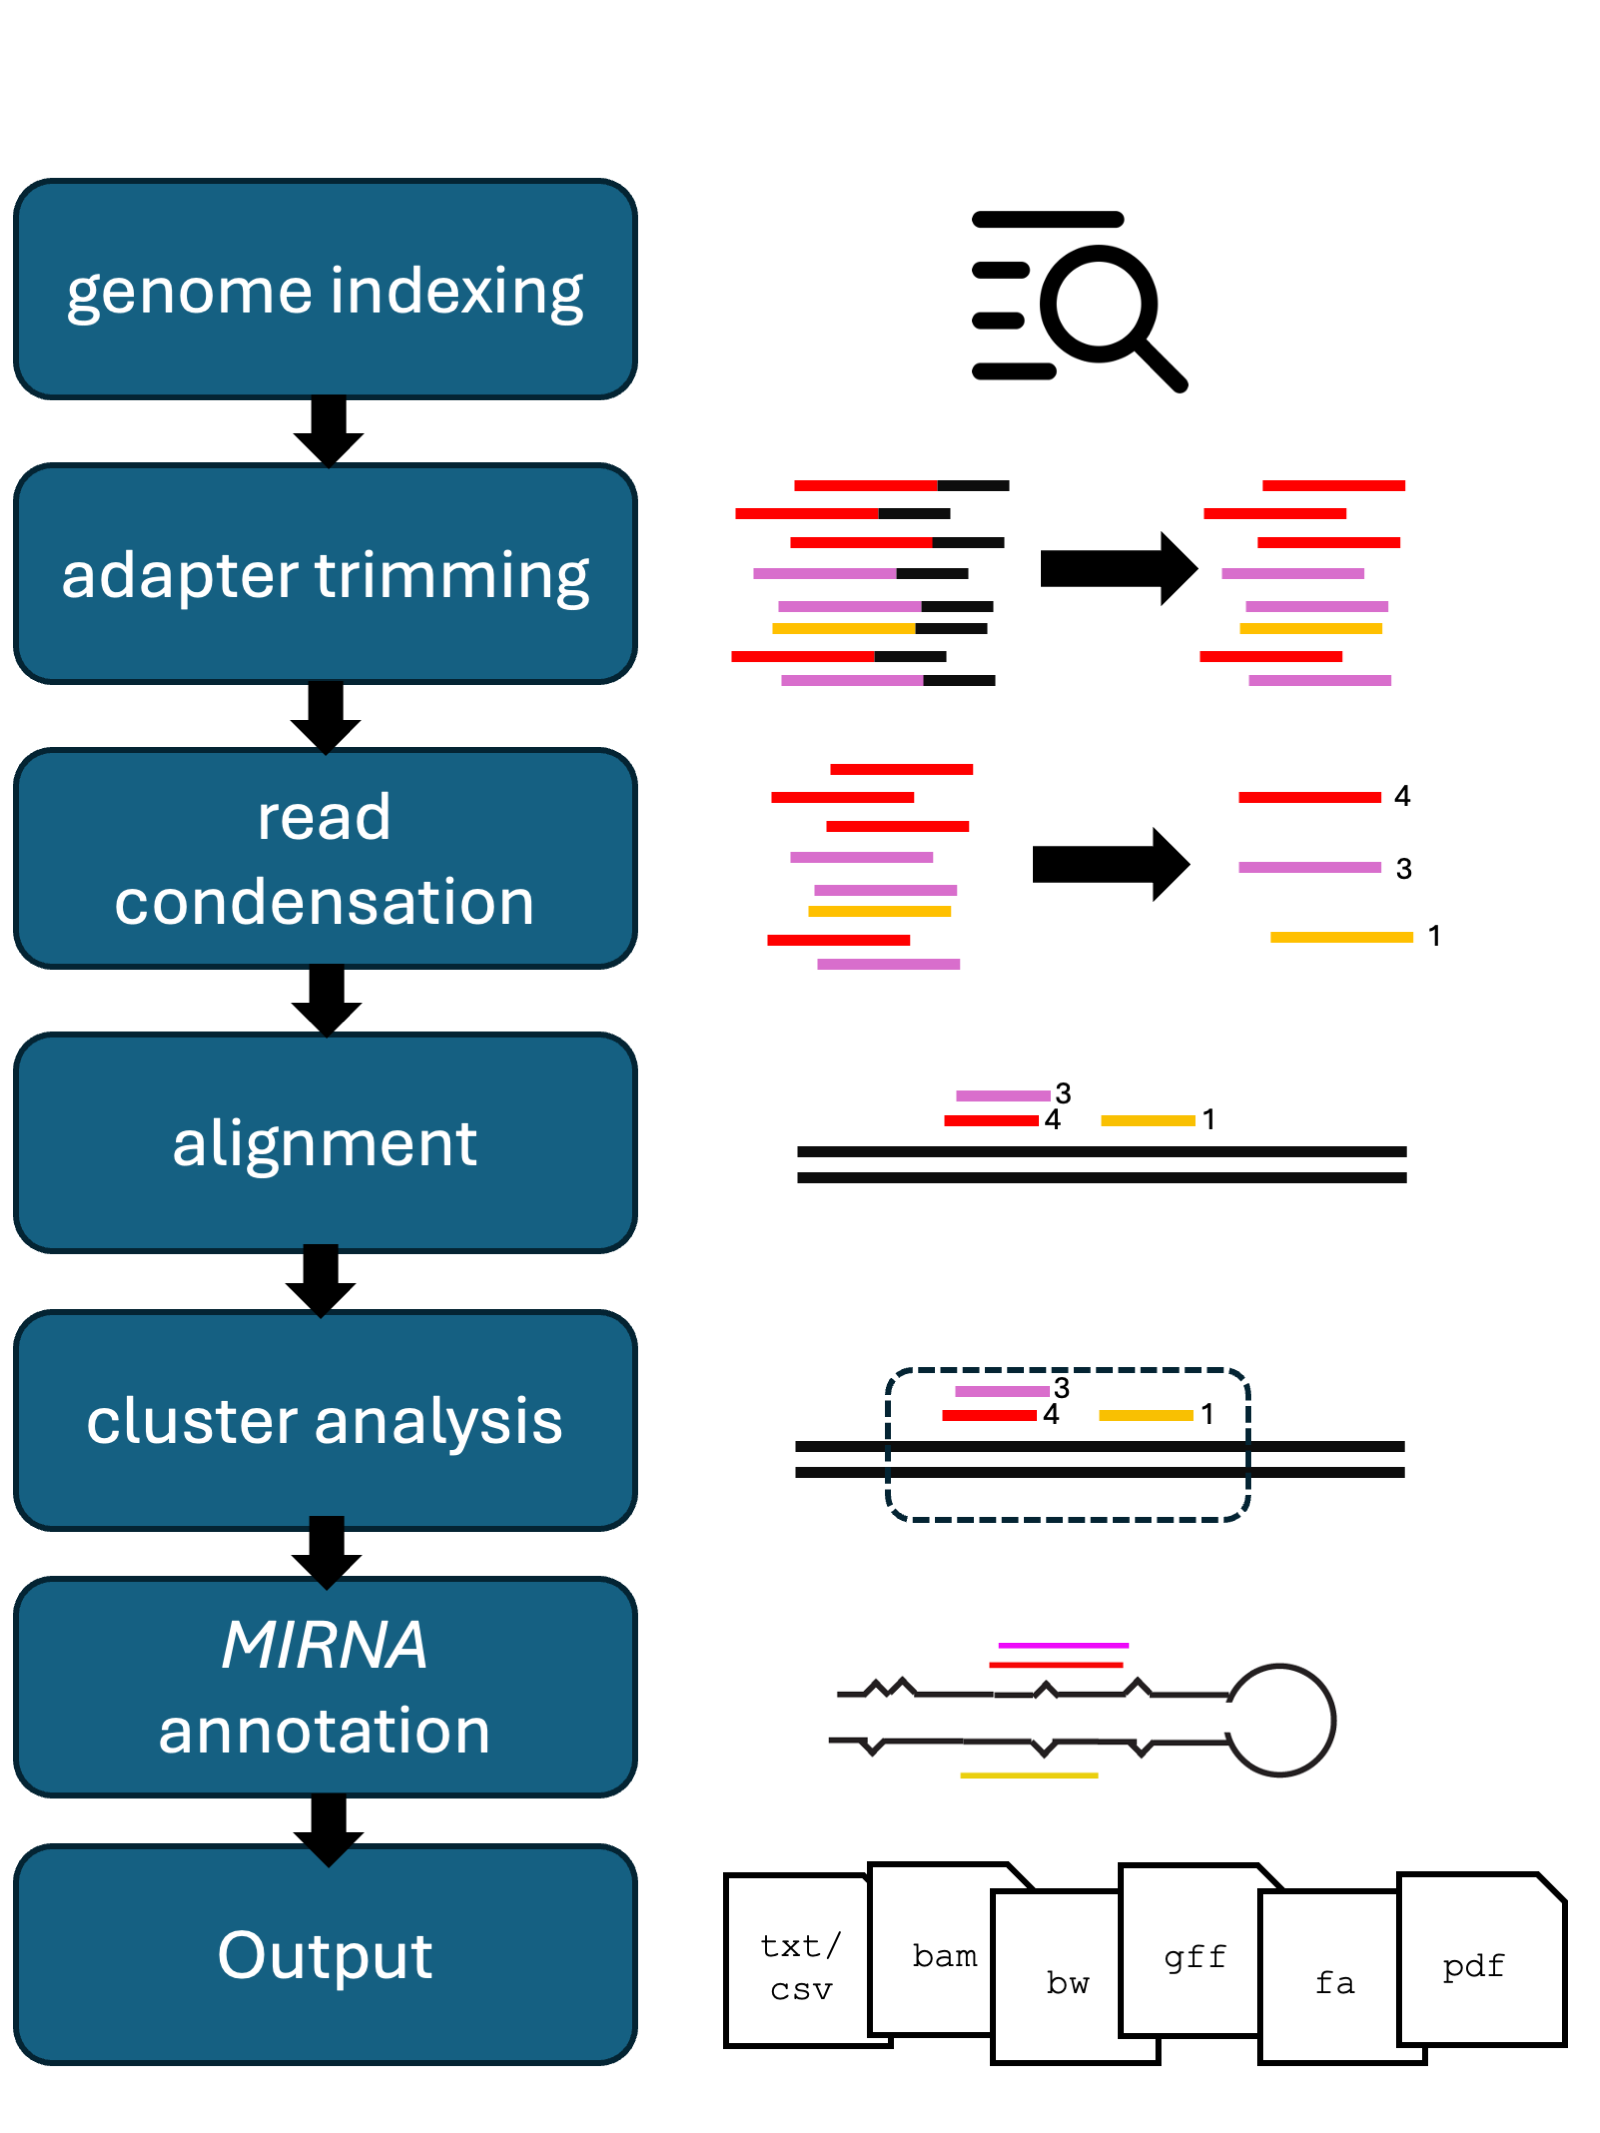 genome indexing
adapter trimming
read
condensation
4
3
1
alignment
3
4
1
cluster analysis
3
4
1
MIRNA
annotation
Output
txt/
csv
bam
bw
gff
fa
pdf